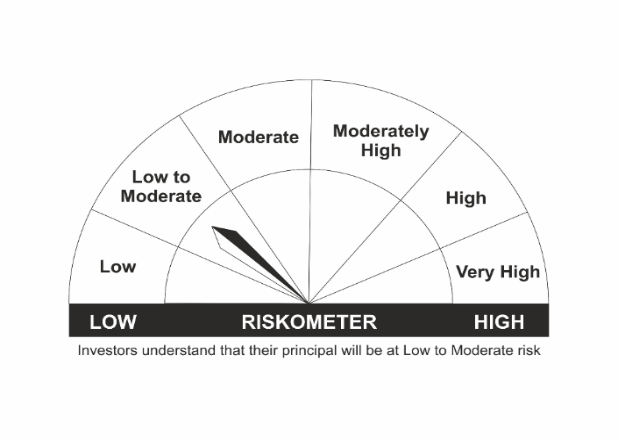 Moderate
Moderately
High
Low to
Moderate
High
Low
Very High
LOW RISKOMETER HIGH
Investors understand that their principal will be at Low to Moderate risk